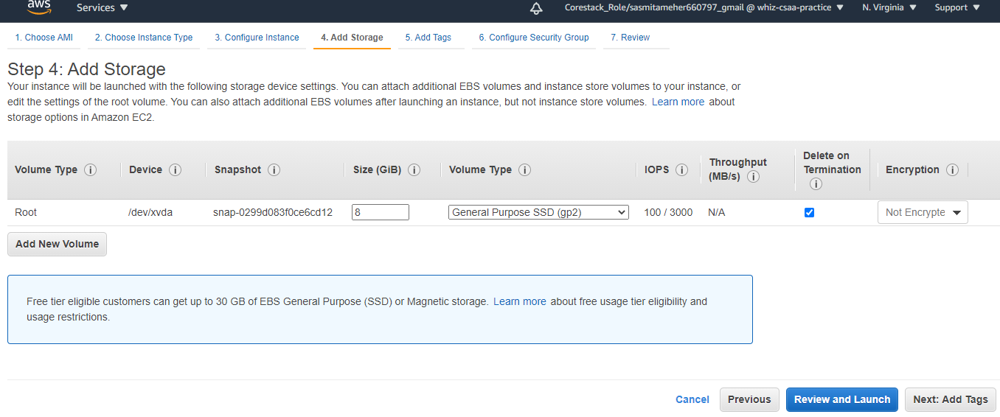 aws Services Corestack_Role/sasmitameher660797_gmail @ whiz-csaa-practice N. Virginia Support
1. Choose AMI 2. Choose Instance Type 3. Configure Instance 4. Add Storage 5. Add Tags 6. Configure Security Group 7. Review
Step 4: Add Storage
Your instance will be launched with the following storage device settings. You can attach additional EBS volumes and instance store volumes to your instance, or
edit the settings of the root volume. You can also attach additional EBS volumes after launching an instance, but not instance store volumes. Learn more about
storage options in Amazon EC2.
Volume Type i Device i Snapshot i Size (GiB) i Volume Type i IOPS i Throughput (MB/s) i Delete on Termination i Encryption i
Root /dev/xvda snap-0299d083f0ce6cd12 8 General Purpose SSD (gp2) 100 / 3000 N/A Not Encrypte
Add New Volume
Free tier eligible customers can get up to 30 GB of EBS General Purpose (SSD) or Magnetic storage. Learn more about free usage tier eligibility and
usage restrictions.
Cancel Previous Review and Launch Next: Add Tags